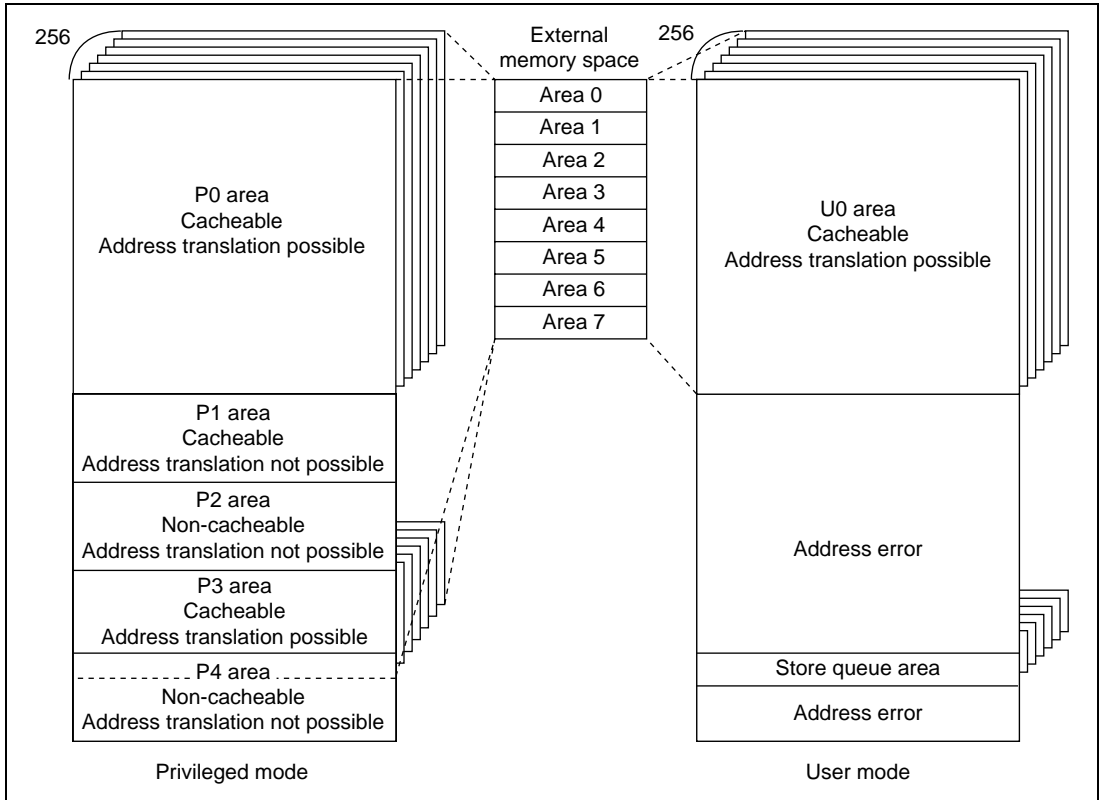 256
P0 area
Cacheable
Address translation possible
P1 area
Cacheable
Address translation not possible
P2 area
Non-cacheable
Address translation not possible
P3 area
Cacheable
Address translation possible
P4 area
Non-cacheable
Address translation not possible
Privileged mode
External
memory space
Area 0
Area 1
Area 2
Area 3
Area 4
Area 5
Area 6
Area 7
256
U0 area
Cacheable
Address translation possible
Address error
Store queue area
Address error
User mode